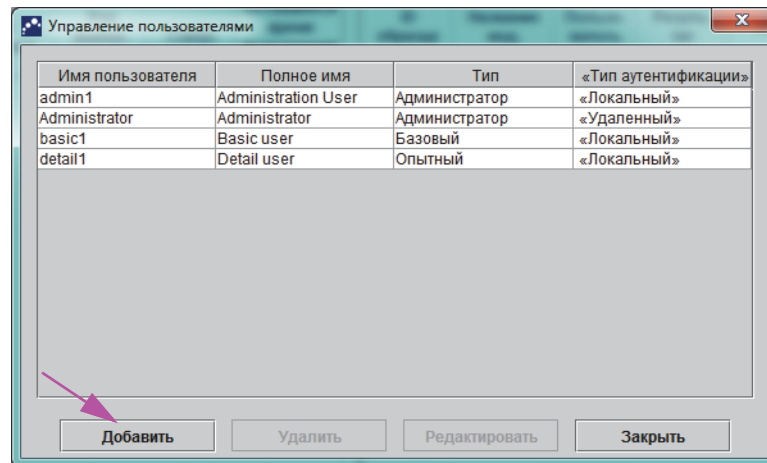 Управление пользователями
Имя пользователя Полное имя Тип «Тип аутентификации»
admin1 Administration User Администратор «Локальный»
Administrator Administrator Администратор «Удаленный»
basic1 Basic user Базовый «Локальный»
detail1 Detail user Опытный «Локальный»
Добавить Удалить Редактировать Закрыть